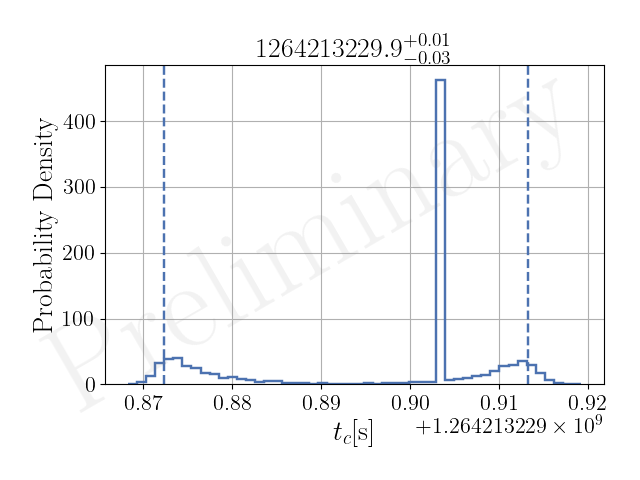 1264213229.9^{+0.01}_{-0.03}
Probability Density
400
300
200
100
0
0.87 0.88 0.89 0.90 0.91 0.92
t_c[s]
+1.264213229 × 10^9
Preliminary